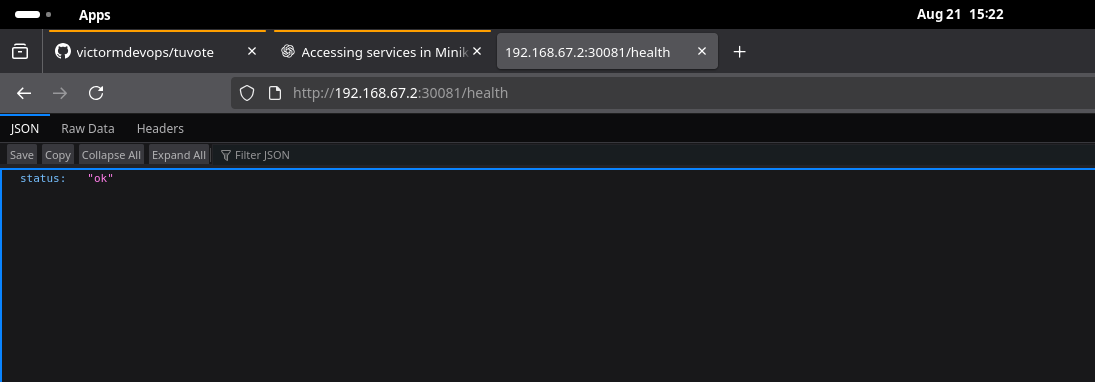 Apps
Aug 21 15:22
victormdevops/tuvote
Accessing services in Minik
192.168.67.2:30081/health
http://192.168.67.2:30081/health
JSON Raw Data Headers
Save Copy Collapse All Expand All Filter JSON
status: "ok"